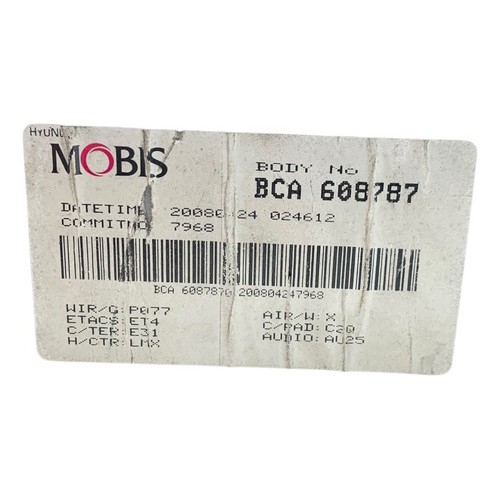 HYUND
MOBIS
BODY No
BCA 608787
DATETIME 20080 24 024612
COMMITNO 7968
BCA 6087870 200804247968
WIR/G:P077 AIR/W:X
ETACS:ET4 C/PAD:C20
C/TER:E31 AUDIO:AU25
H/CTR:LMX